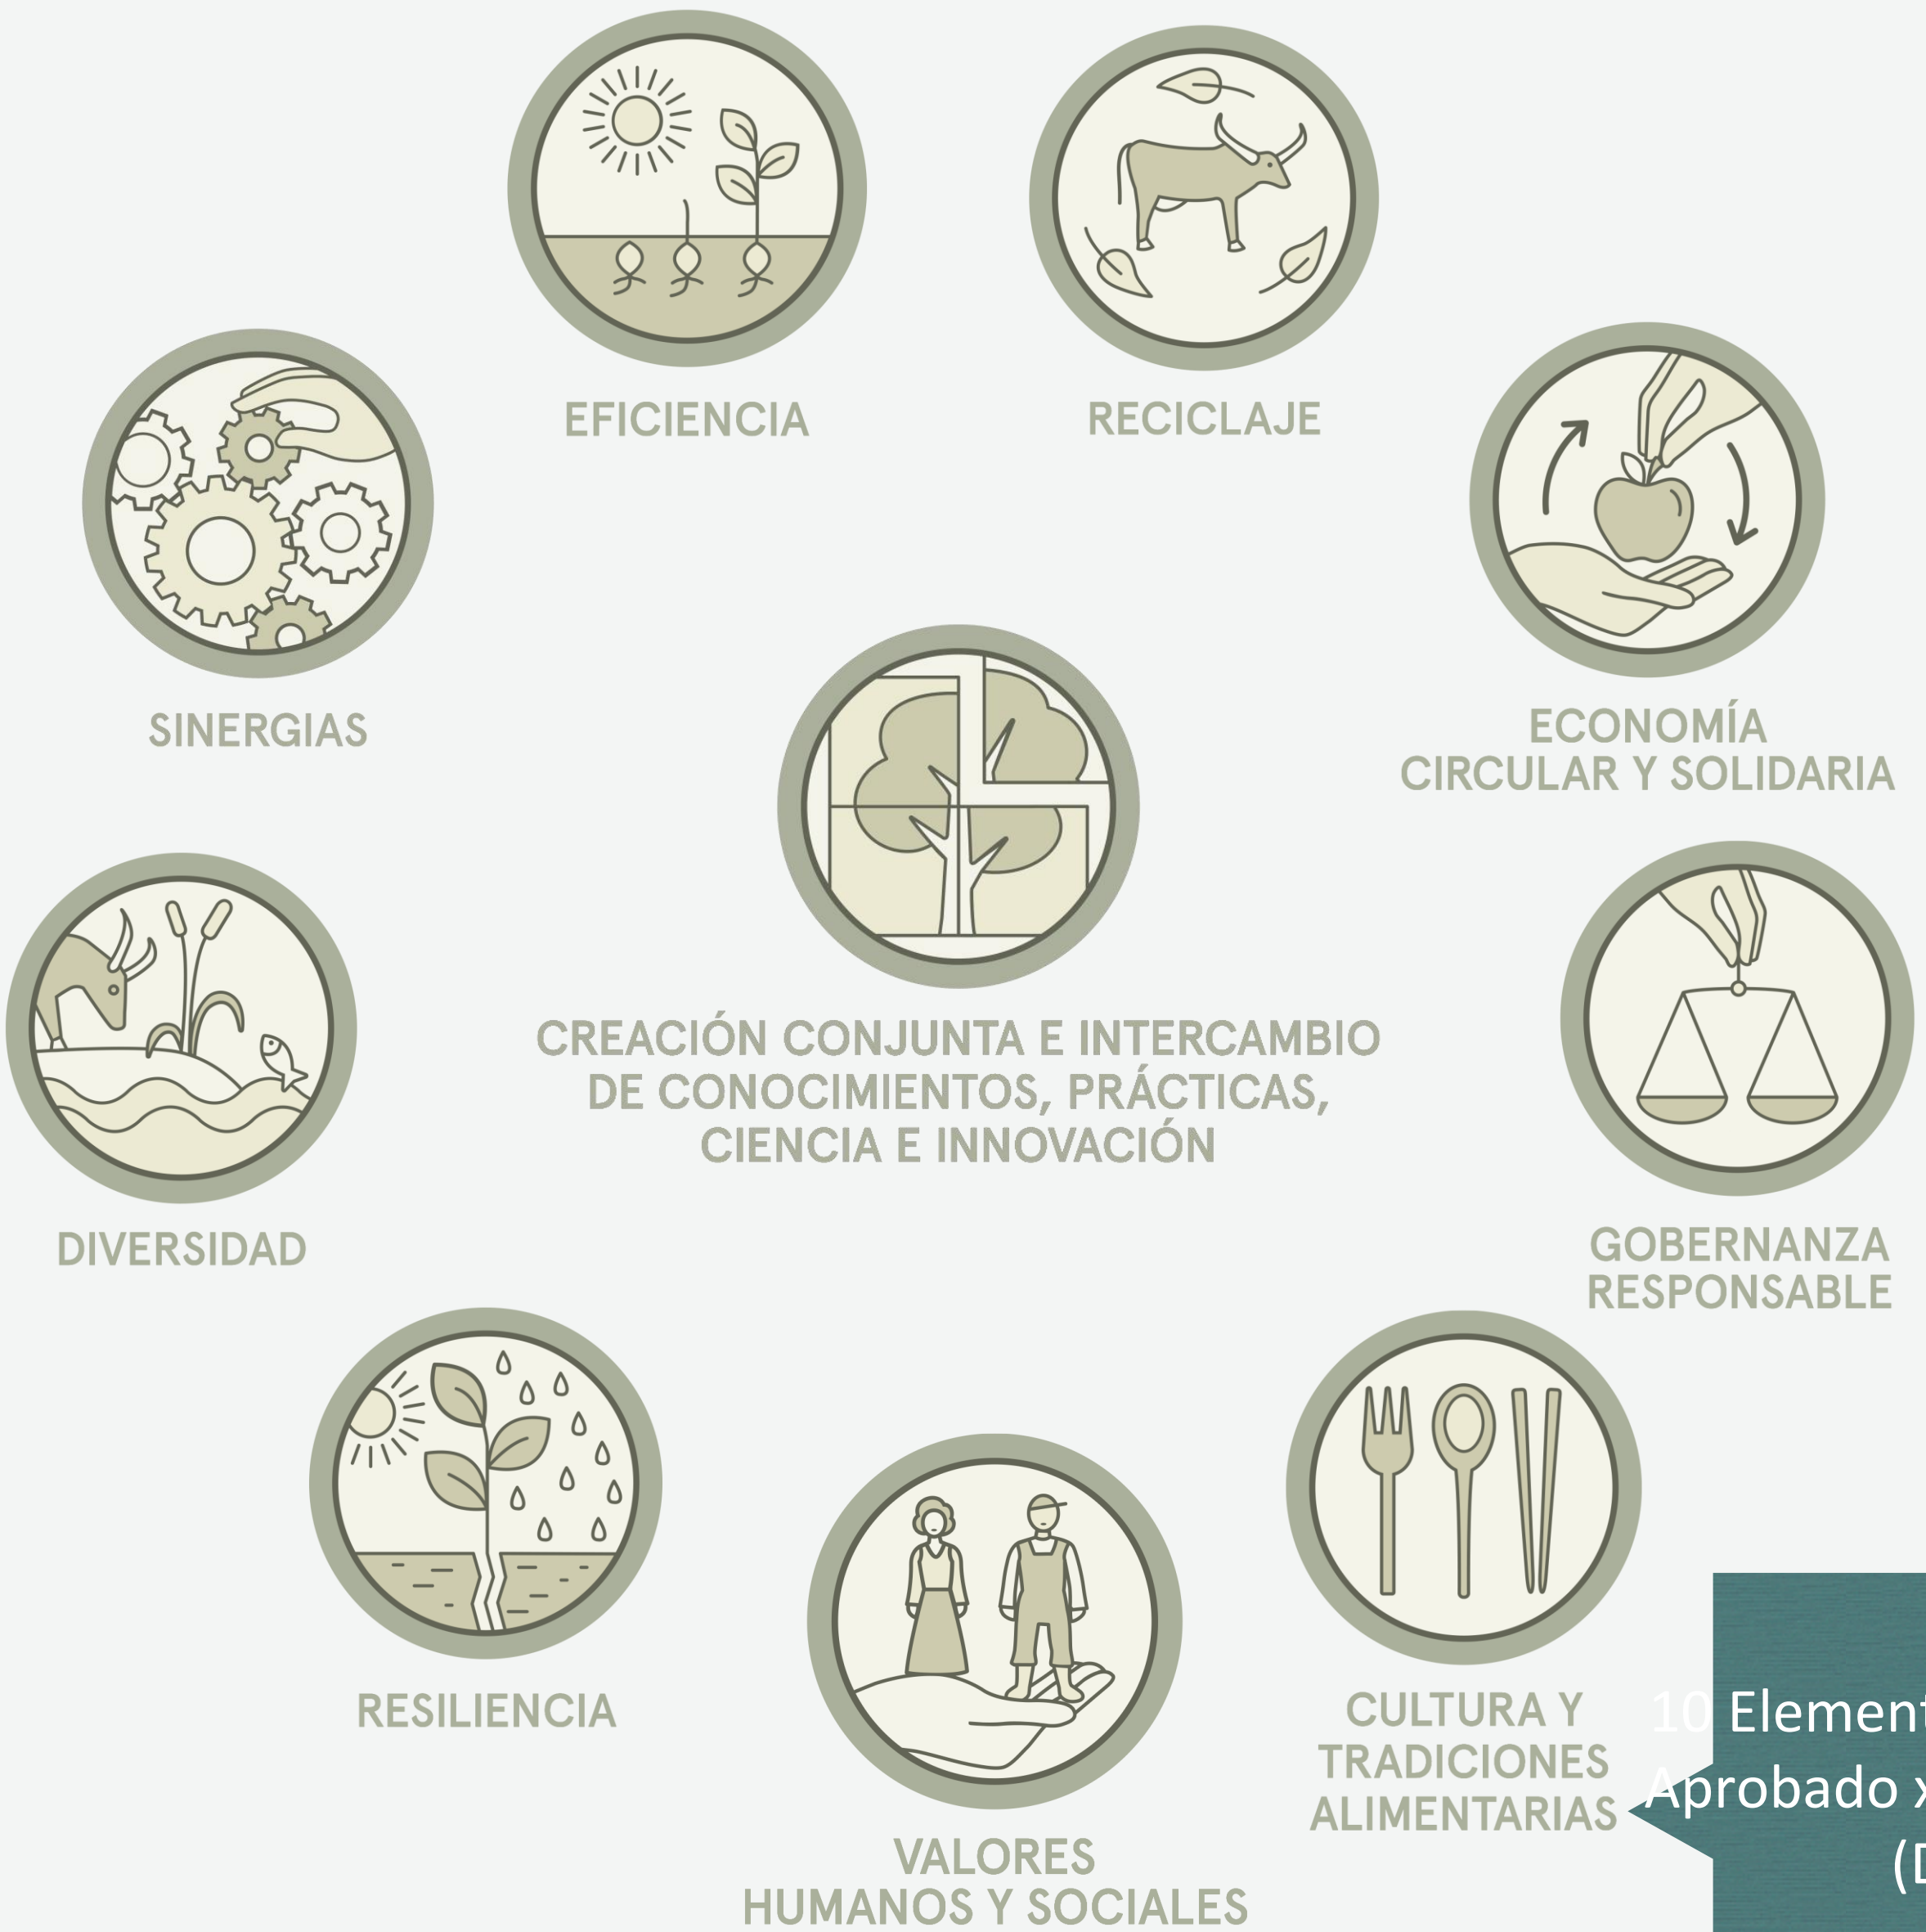 EFICIENCIA
RECICLAJE
SINERGIAS
ECONOMÍA
CIRCULAR Y SOLIDARIA
CREACIÓN CONJUNTA E INTERCAMBIO
DE CONOCIMIENTOS, PRÁCTICAS,
CIENCIA E INNOVACIÓN
DIVERSIDAD
GOBERNANZA
RESPONSABLE
RESILIENCIA
CULTURA Y
TRADICIONES
ALIMENTARIAS
VALORES
HUMANOS Y SOCIALES
10 Element
Aprobado x
(D